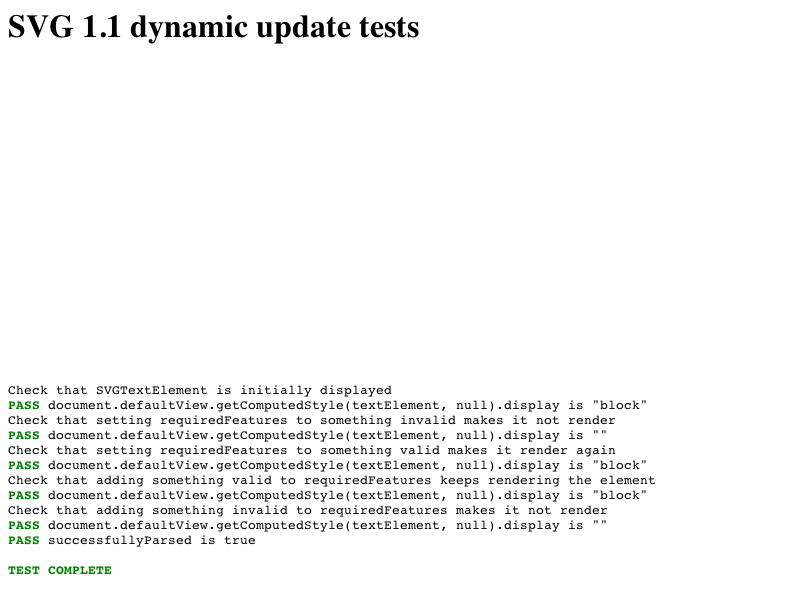 SVG 1.1 dynamic update tests
Check that SVGTextElement is initially displayed
PASS document.defaultView.getComputedStyle(textElement, null).display is "block"
Check that setting requiredFeatures to something invalid makes it not render
PASS document.defaultView.getComputedStyle(textElement, null).display is ""
Check that setting requiredFeatures to something valid makes it render again
PASS document.defaultView.getComputedStyle(textElement, null).display is "block"
Check that adding something valid to requiredFeatures keeps rendering the element
PASS document.defaultView.getComputedStyle(textElement, null).display is "block"
Check that adding something invalid to requiredFeatures makes it not render
PASS document.defaultView.getComputedStyle(textElement, null).display is ""
PASS successfullyParsed is true
TEST COMPLETE